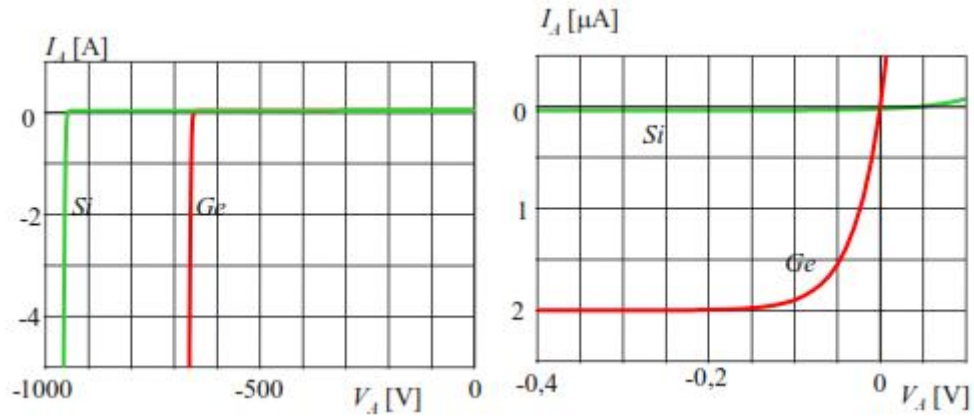 I_A [A]
0
-2
-4
Si
Ge
-1000
-500
0
V_A [V]
I_A [µA]
0
1
2
Si
Ge
-0,4
-0,2
0
V_A [V]